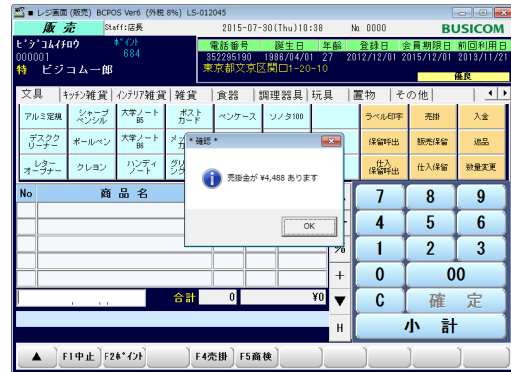 ■ レジ画面 (販売) BCPOS Ver6 (外税 8%) LS-012045
販 売 Staff:店長 2015-07-30(Thu)10:38 № 0000 BUSICOM
ﾋﾞｼﾞｺﾑｲﾁﾛｳ ﾎﾟｲﾝﾄ 電話番号 誕生日 年齢 登録日 会員期限日 前回利用日
000001 684 352295190 1986/04/01 27 2012/12/01 2015/12/01 2013/11/21
特 ビジコム一郎 東京都文京区関口1-20-10
優良
文具 キッチン雑貨 インテリア雑貨 雑貨 食器 調理器具 玩具 置物 その他
アルミ定規 シャープペンシル 大学ノート B6 ポストカード ペンケース ソノタ100 ラベル印字 売掛 入金
デスククリーナー ボールペン 大学ノート B5 保留呼出 販売保留 返品
レターオープナー クレヨン ハンディノート 仕入保留呼出 仕入保留 数量変更
* 確認 *
売掛金が ¥4,488 あります
OK
No 商 品 名 7 8 9
4 5 6
% 1 2 3
+ 0 00
合計 0 ¥0 ▼ C 確 定
H 小 計
▲ F1中止 F2ﾎﾟｲﾝﾄ F4売掛 F5商検